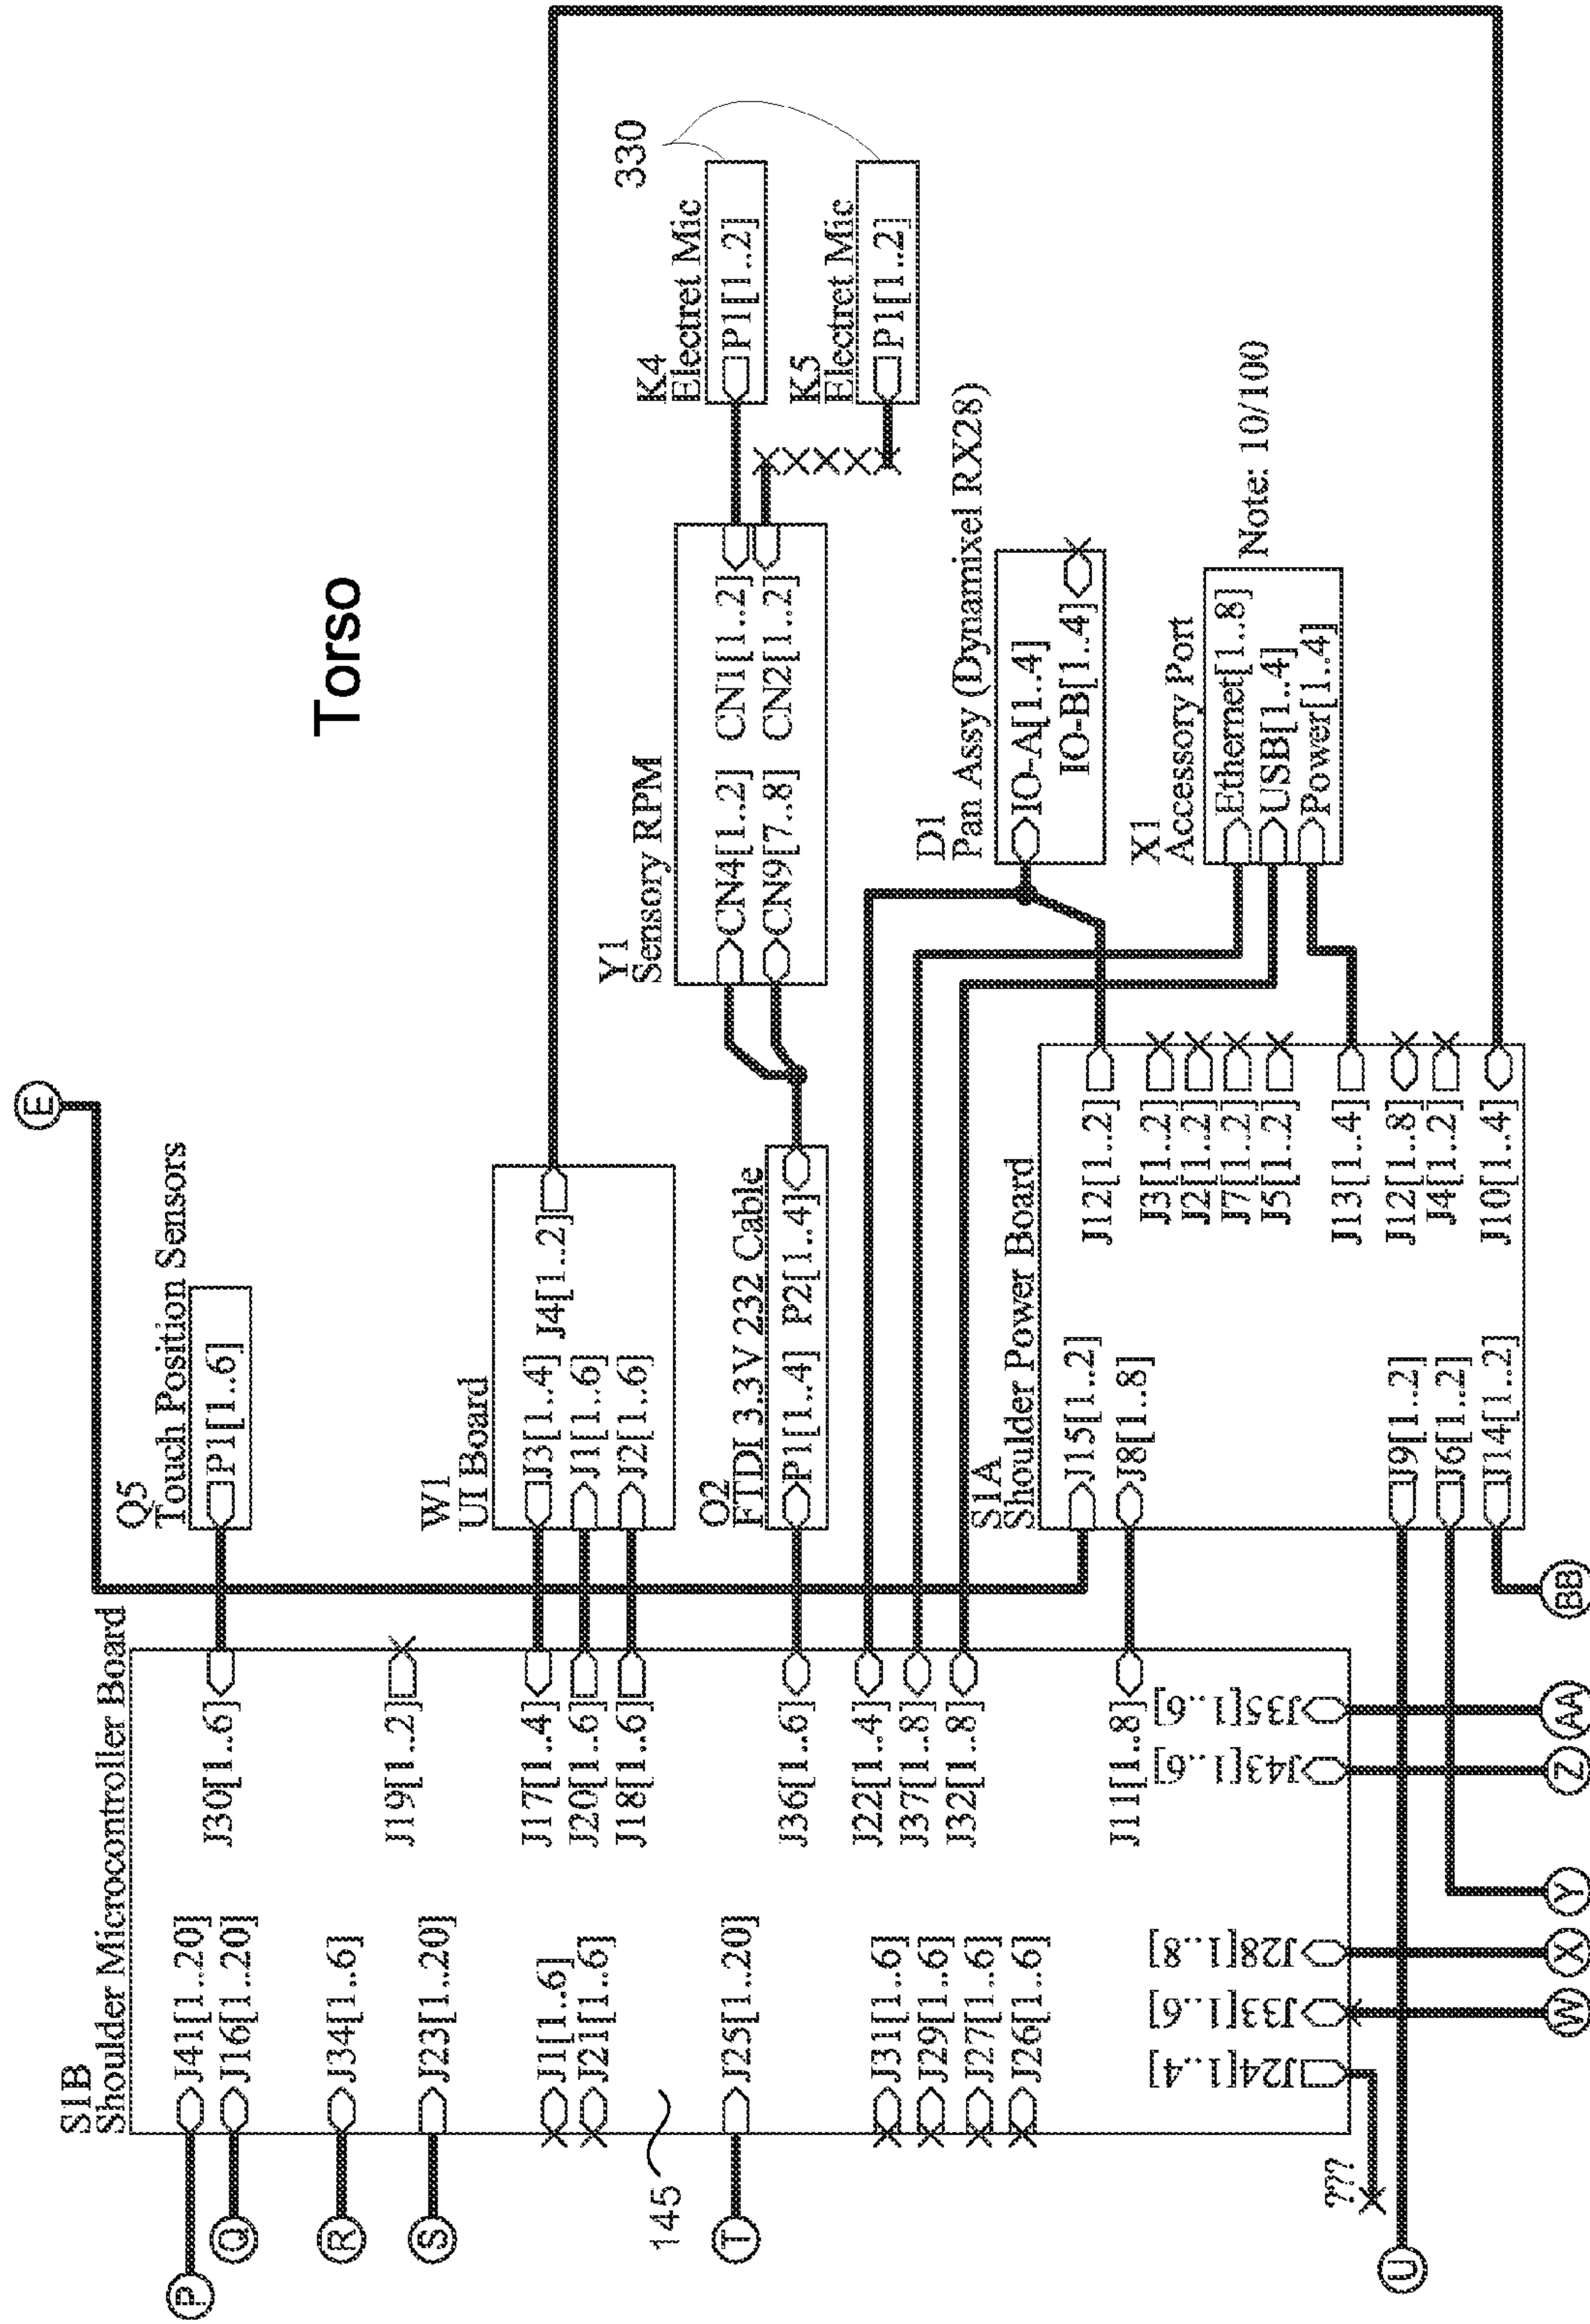 Torso
S1B
Shoulder Microcontroller Board
J41[1..20]
J16[1..20]
J34[1..6]
J23[1..20]
J1[1..6]
J21[1..6]
J25[1..20]
J31[1..6]
J29[1..6]
J27[1..6]
J26[1..6]
J30[1..6]
J19[1..2]
J17[1..4]
J20[1..6]
J18[1..6]
J36[1..6]
J22[1..4]
J37[1..8]
J32[1..8]
J11[1..8]
J24[1..4]
J33[1..6]
J28[1..8]
J43[1..6]
J35[1..6]
145
???
P
Q
R
S
T
U
W
X
Y
Z
AA
BB
E
Q5
Touch Position Sensors
P1[1..6]
W1
UI Board
J3[1..4]
J4[1..2]
J1[1..6]
J2[1..6]
O2
FTDI 3.3V 232 Cable
P1[1..4] P2[1..4]
S1A
Shoulder Power Board
J15[1..2]
J8[1..8]
J9[1..2]
J6[1..2]
J14[1..2]
J12[1..2]
J3[1..2]
J2[1..2]
J7[1..2]
J5[1..2]
J13[1..4]
J12[1..8]
J4[1..2]
J10[1..4]
Y1
Sensory RPM
CN4[1..2] CN1[1..2]
CN9[7..8] CN2[1..2]
K4
Electret Mic
P1[1..2]
K5
Electret Mic
P1[1..2]
330
D1
Pan Assy (Dynamixel RX28)
IO-A[1..4]
IO-B[1..4]
X1
Accessory Port
Ethernet[1..8]
USB[1..4]
Power[1..4]
Note: 10/100